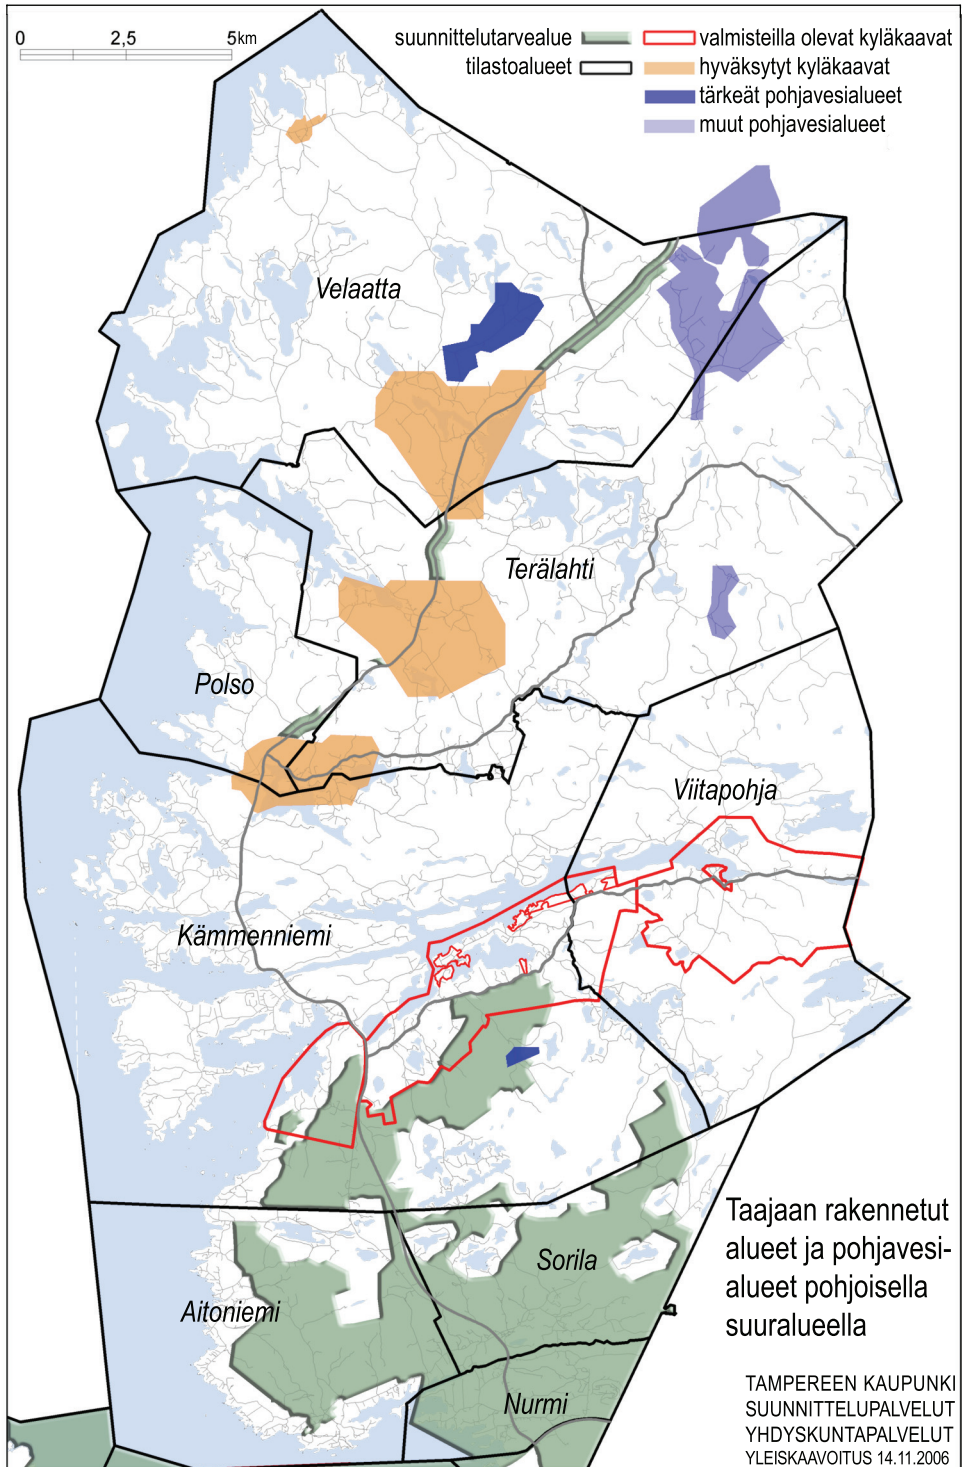 0 2,5 5km
suunnittelutarvealue
tilastoalueet
valmisteilla olevat kyläkaavat
hyväksytyt kyläkaavat
tärkeät pohjavesialueet
muut pohjavesialueet
Velaatta
Terälahti
Polso
Viitapohja
Kämmenniemi
Sorila
Aitoniemi
Nurmi
Taajaan rakennetut
alueet ja pohjavesi-
alueet pohjoisella
suuralueella
TAMPEREEN KAUPUNKI
SUUNNITTELUPALVELUT
YHDYSKUNTAPALVELUT
YLEISKAAVOITUS 14.11.2006